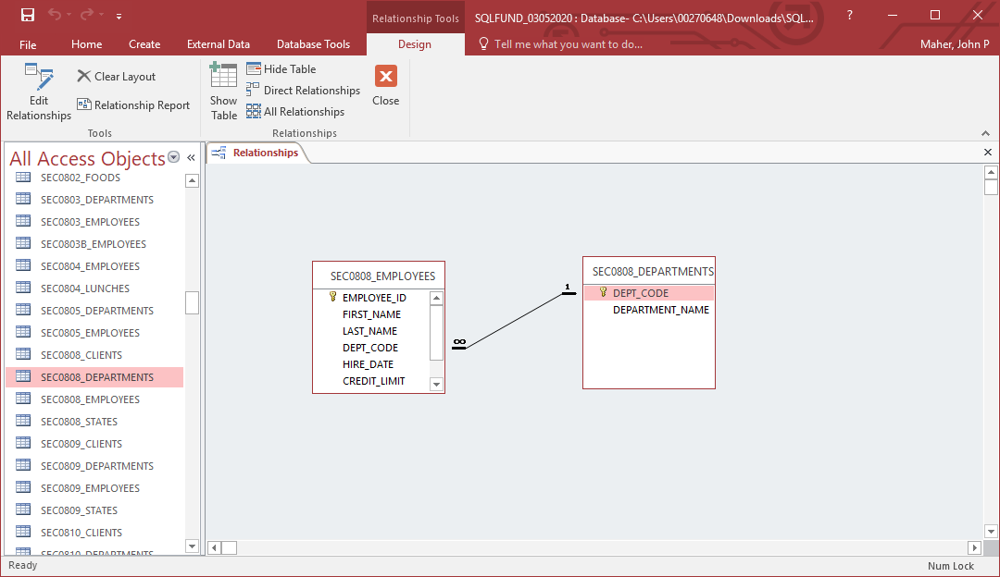 Relationship Tools
SQLFUND_03052020 : Database- C:\Users\00270648\Downloads\SQL...
?
File
Home
Create
External Data
Database Tools
Design
Tell me what you want to do...
Maher, John P
Edit
Relationships
Clear Layout
Relationship Report
Tools
Show
Table
Hide Table
Direct Relationships
All Relationships
Relationships
Close
All Access Objects
«
SEC0802_FOODS
SEC0803_DEPARTMENTS
SEC0803_EMPLOYEES
SEC0803B_EMPLOYEES
SEC0804_EMPLOYEES
SEC0804_LUNCHES
SEC0805_DEPARTMENTS
SEC0805_EMPLOYEES
SEC0808_CLIENTS
SEC0808_DEPARTMENTS
SEC0808_EMPLOYEES
SEC0808_STATES
SEC0809_CLIENTS
SEC0809_DEPARTMENTS
SEC0809_EMPLOYEES
SEC0809_STATES
SEC0810_CLIENTS
SEC0810_DEPARTMENTS
Relationships
SEC0808_EMPLOYEES
EMPLOYEE_ID
FIRST_NAME
LAST_NAME
DEPT_CODE
HIRE_DATE
CREDIT_LIMIT
∞
1
SEC0808_DEPARTMENTS
DEPT_CODE
DEPARTMENT_NAME
Ready
Num Lock